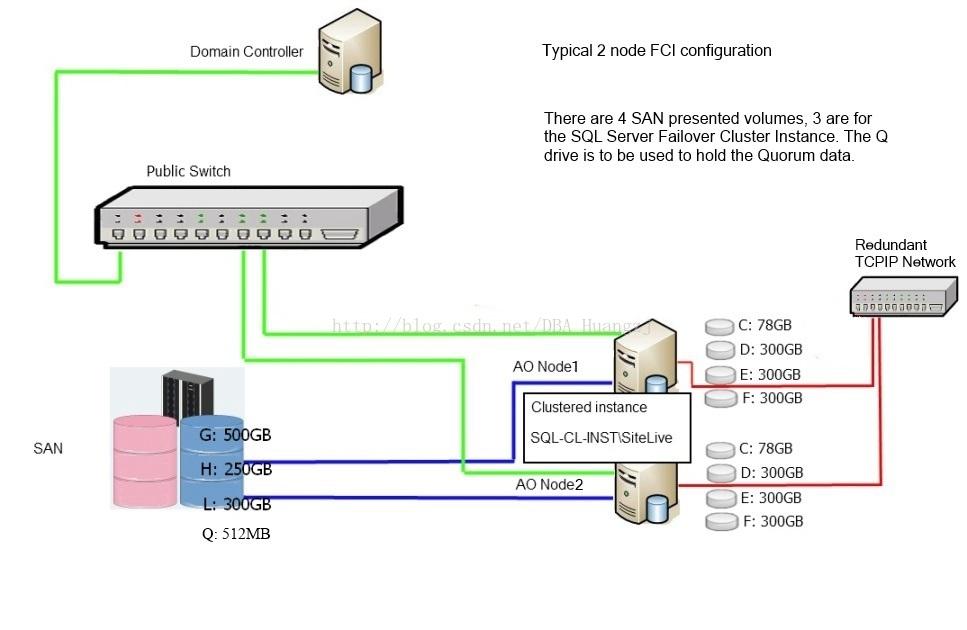 Domain Controller
Typical 2 node FCI configuration
There are 4 SAN presented volumes, 3 are for
the SQL Server Failover Cluster Instance. The Q
drive is to be used to hold the Quorum data.
Public Switch
Redundant
TCPIP Network
http://blog.csdn.net/DBA_Huangzj
C: 78GB
D: 300GB
E: 300GB
F: 300GB
AO Node1
Clustered instance
SQL-CL-INST\SiteLive
AO Node2
C: 78GB
D: 300GB
E: 300GB
F: 300GB
SAN
G: 500GB
H: 250GB
L: 300GB
Q: 512MB